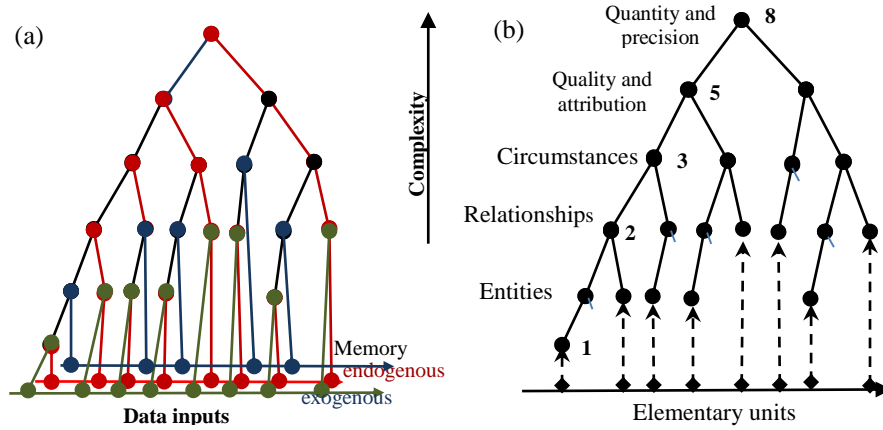 (a)
Complexity
Memory
endogenous
exogenous
Data inputs
(b)
Quantity and
precision
8
Quality and
attribution
5
Circumstances
3
Relationships
2
Entities
1
Elementary units